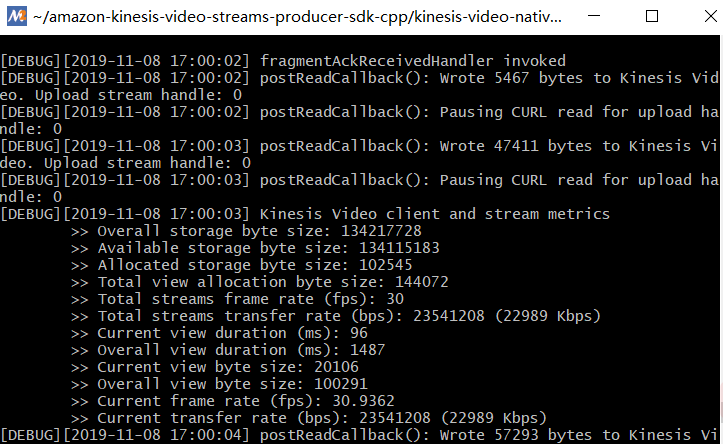 ~/amazon-kinesis-video-streams-producer-sdk-cpp/kinesis-video-nativ...
[DEBUG][2019-11-08 17:00:02] fragmentAckReceivedHandler invoked
[DEBUG][2019-11-08 17:00:02] postReadCallback(): Wrote 5467 bytes to Kinesis Vid
eo. Upload stream handle: 0
[DEBUG][2019-11-08 17:00:02] postReadCallback(): Pausing CURL read for upload ha
ndle: 0
[DEBUG][2019-11-08 17:00:03] postReadCallback(): Wrote 47411 bytes to Kinesis Vi
deo. Upload stream handle: 0
[DEBUG][2019-11-08 17:00:03] postReadCallback(): Pausing CURL read for upload ha
ndle: 0
[DEBUG][2019-11-08 17:00:03] Kinesis Video client and stream metrics
>> Overall storage byte size: 134217728
>> Available storage byte size: 134115183
>> Allocated storage byte size: 102545
>> Total view allocation byte size: 144072
>> Total streams frame rate (fps): 30
>> Total streams transfer rate (bps): 23541208 (22989 Kbps)
>> Current view duration (ms): 96
>> Overall view duration (ms): 1487
>> Current view byte size: 20106
>> Overall view byte size: 100291
>> Current frame rate (fps): 30.9362
>> Current transfer rate (bps): 23541208 (22989 Kbps)
[DEBUG][2019-11-08 17:00:04] postReadCallback(): Wrote 57293 bytes to Kinesis Vi